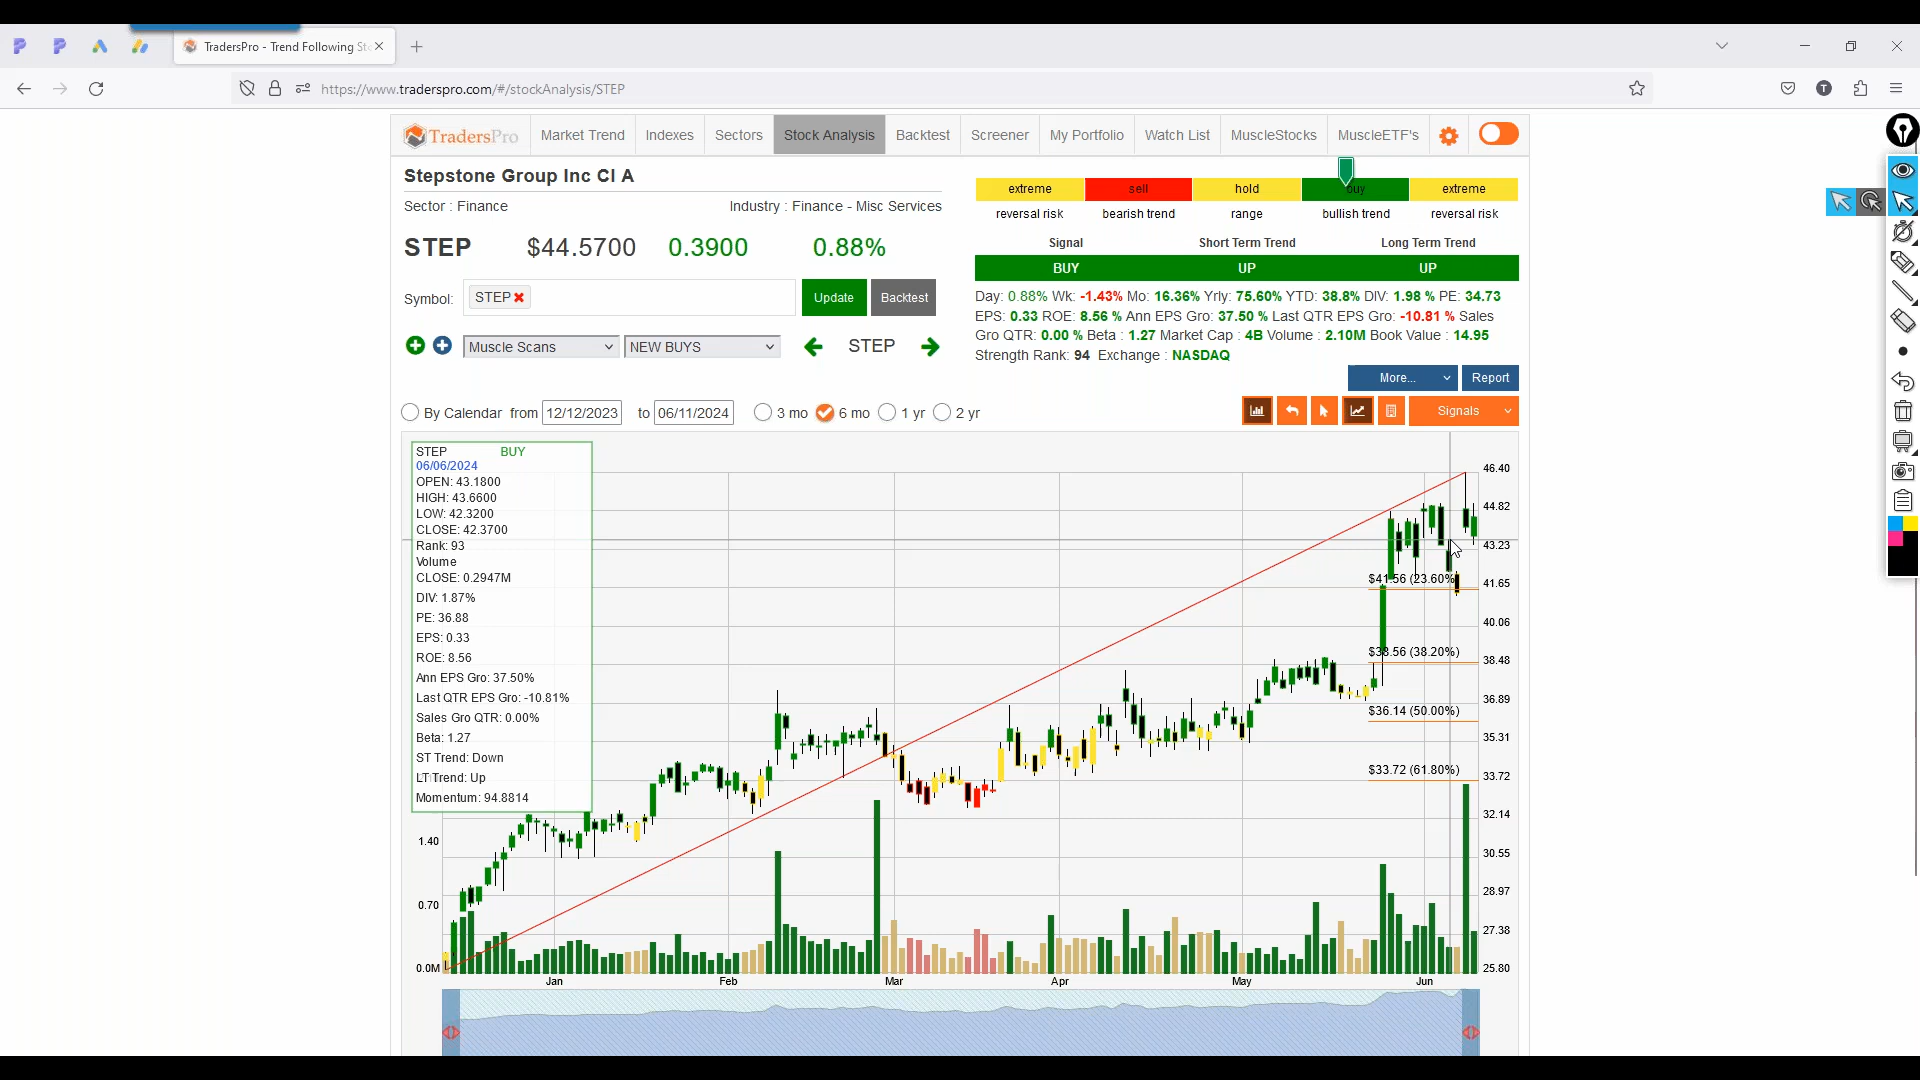 TradersPro - Trend Following Sto
https://www.traderspro.com/#/stockAnalysis/STEP
T
TradersPro
Market Trend
Indexes
Sectors
Stock Analysis
Backtest
Screener
My Portfolio
Watch List
MuscleStocks
MuscleETF's
Stepstone Group Inc Cl A
Sector : Finance
Industry : Finance - Misc Services
extreme
sell
hold
buy
extreme
reversal risk
bearish trend
range
bullish trend
reversal risk
STEP $44.5700 0.3900 0.88%
Signal
Short Term Trend
Long Term Trend
BUY
UP
UP
Symbol:
STEP
Update
Backtest
Day: 0.88% Wk: -1.43% Mo: 16.36% Yrly: 75.60% YTD: 38.8% DIV: 1.98 % PE: 34.73
EPS: 0.33 ROE: 8.56 % Ann EPS Gro: 37.50 % Last QTR EPS Gro: -10.81 % Sales
Gro QTR: 0.00 % Beta : 1.27 Market Cap : 4B Volume : 2.10M Book Value : 14.95
Strength Rank: 94 Exchange : NASDAQ
Muscle Scans
NEW BUYS
STEP
More...
Report
By Calendar from 12/12/2023 to 06/11/2024
3 mo
6 mo
1 yr
2 yr
Signals
STEP BUY
06/06/2024
OPEN: 43.1800
HIGH: 43.6600
LOW: 42.3200
CLOSE: 42.3700
Rank: 93
Volume
CLOSE: 0.2947M
DIV: 1.87%
PE: 36.88
EPS: 0.33
ROE: 8.56
Ann EPS Gro: 37.50%
Last QTR EPS Gro: -10.81%
Sales Gro QTR: 0.00%
Beta: 1.27
ST Trend: Down
LT Trend: Up
Momentum: 94.8814
1.40
0.70
0.0M
$41.56 (23.60%)
$38.56 (38.20%)
$36.14 (50.00%)
$33.72 (61.80%)
46.40
44.82
43.23
41.65
40.06
38.48
36.89
35.31
33.72
32.14
30.55
28.97
27.38
25.80
Jan
Feb
Mar
Apr
May
Jun